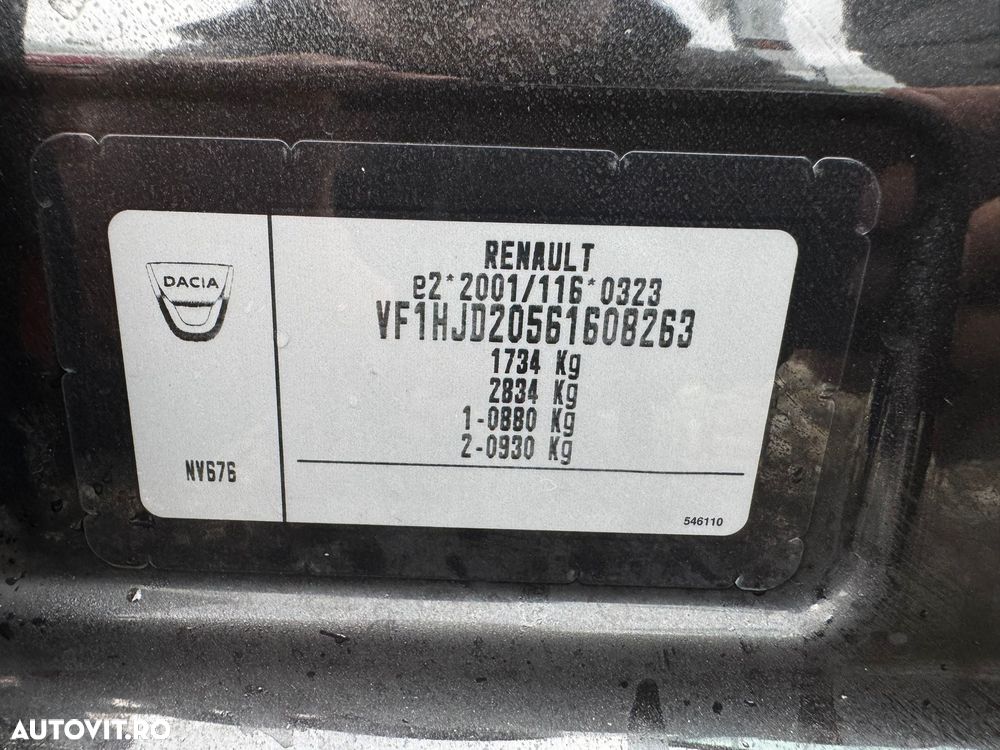 DACIA
NV676
RENAULT
e2*2001/116*0323
VF1HJD20561608263
1734 Kg
2834 Kg
1-0880 Kg
2-0930 Kg
546110
AUTOVIT.RO